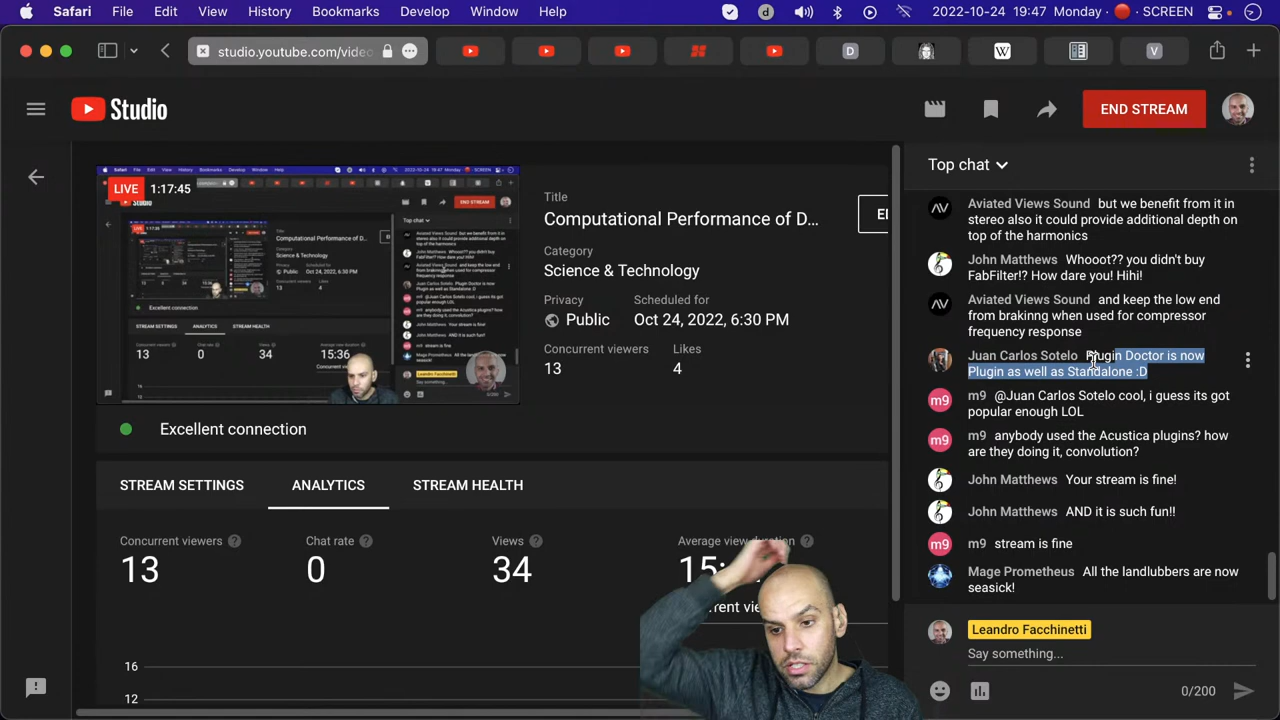 Safari File Edit View History Bookmarks Develop Window Help 2022-10-24 19:47 Monday SCREEN
studio.youtube.com/video
Studio
END STREAM
Top chat
LIVE 1:17:45
Title
Computational Performance of D...
Category
Science & Technology
Privacy
Public
Scheduled for
Oct 24, 2022, 6:30 PM
Concurrent viewers
13
Likes
4
Excellent connection
STREAM SETTINGS ANALYTICS STREAM HEALTH
Concurrent viewers Chat rate Views Average view duration
13 0 34 15:
16
12
Aviated Views Sound but we benefit from it in
stereo also it could provide additional depth on
top of the harmonics
John Matthews Whooot?? you didn't buy
FabFilter!? How dare you! Hihi!
Aviated Views Sound and keep the low end
from brakinng when used for compressor
frequency response
Juan Carlos Sotelo Plugin Doctor is now
Plugin as well as Standalone :D
m9 @Juan Carlos Sotelo cool, i guess its got
popular enough LOL
m9 anybody used the Acustica plugins? how
are they doing it, convolution?
John Matthews Your stream is fine!
John Matthews AND it is such fun!!
m9 stream is fine
Mage Prometheus All the landlubbers are now
seasick!
Leandro Facchinetti
Say something...
0/200